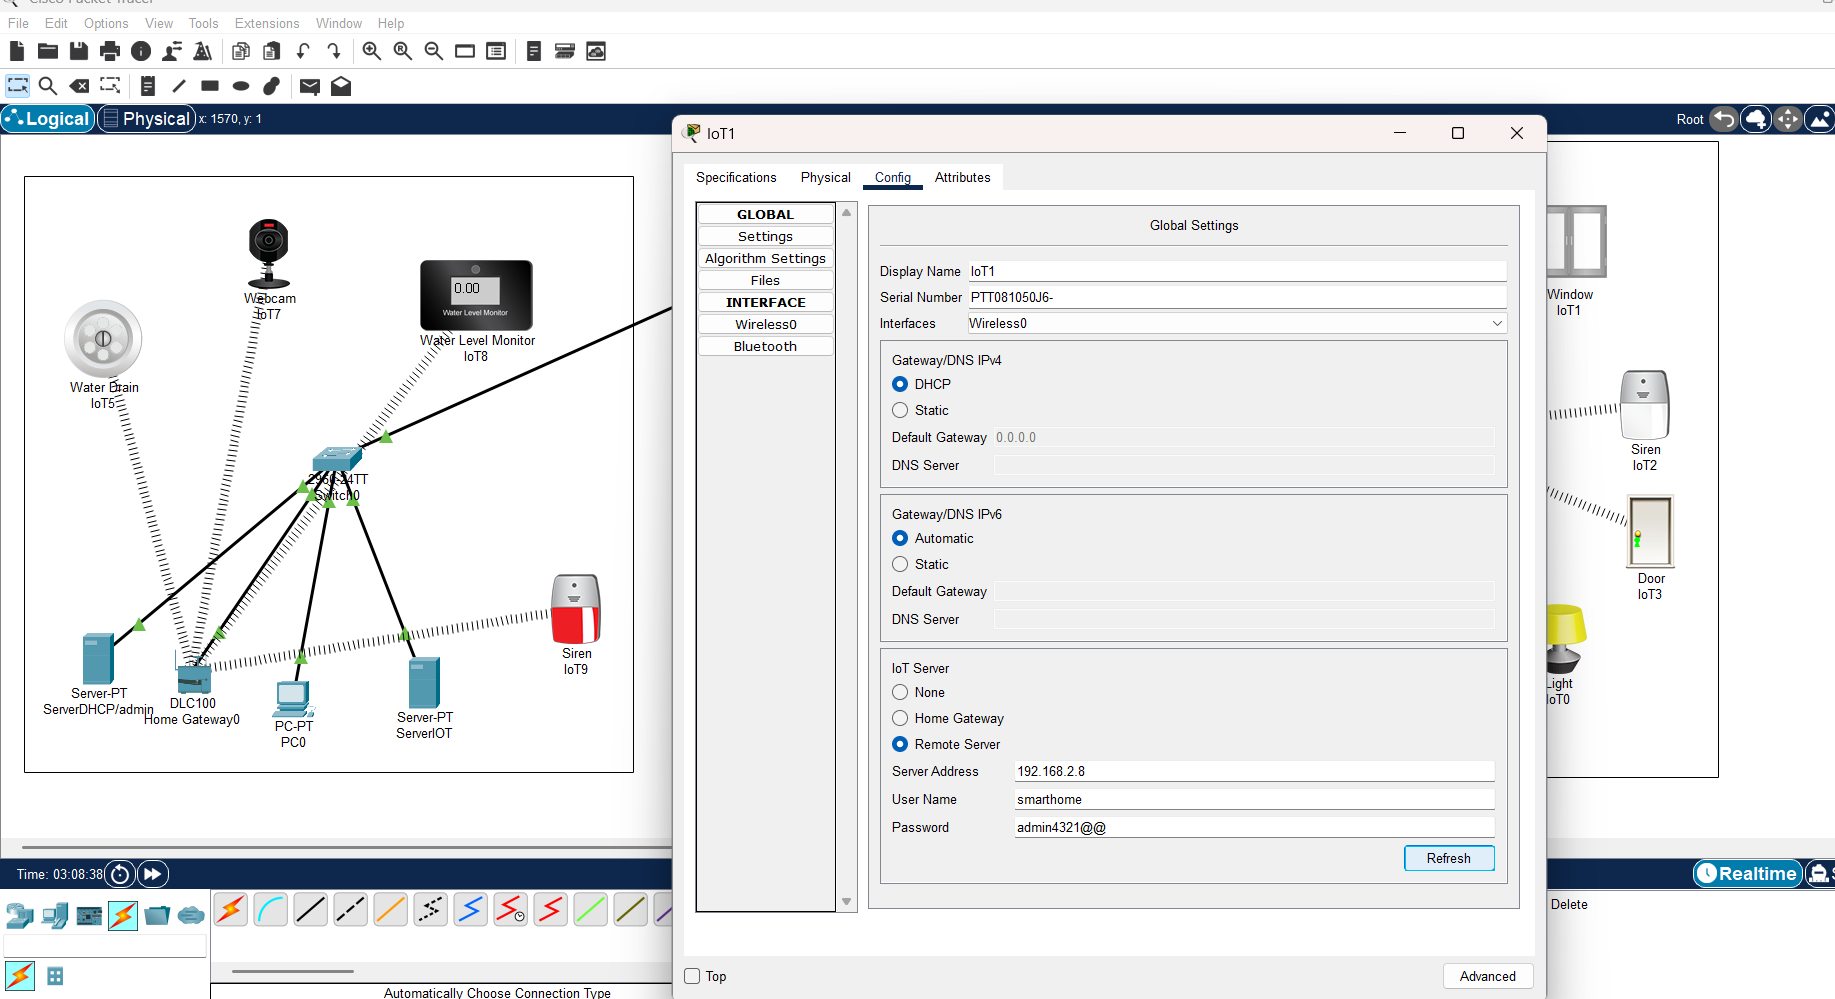 Cisco Packet Tracer
File Edit Options View Tools Extensions Window Help
Logical Physical x: 1570, y: 1
Root
Webcam
IoT7
0.00
Water Level Monitor
Water Level Monitor
IoT8
Water Drain
IoT5
2960-24TT
Switch0
Siren
IoT9
Server-PT
ServerDHCP/admin
DLC100
Home Gateway0
PC-PT
PC0
Server-PT
ServerIOT
IoT1
Specifications Physical Config Attributes
GLOBAL
Settings
Algorithm Settings
Files
INTERFACE
Wireless0
Bluetooth
Global Settings
Display Name IoT1
Serial Number PTT081050J6-
Interfaces Wireless0
Gateway/DNS IPv4
DHCP
Static
Default Gateway 0.0.0.0
DNS Server
Gateway/DNS IPv6
Automatic
Static
Default Gateway
DNS Server
IoT Server
None
Home Gateway
Remote Server
Server Address 192.168.2.8
User Name smarthome
Password admin4321@@
Refresh
Top
Advanced
Window
IoT1
Siren
IoT2
Door
IoT3
Light
IoT0
Time: 03:08:38
Realtime
S
Delete
Automatically Choose Connection Type